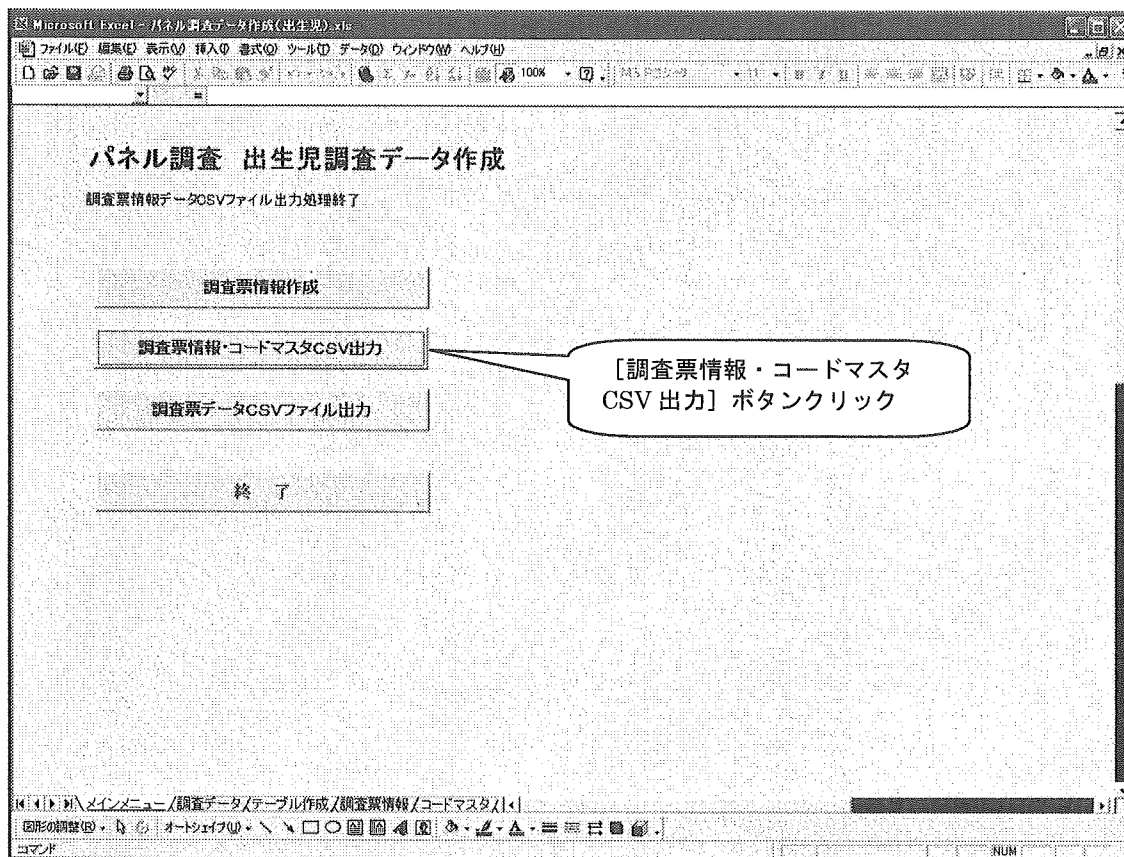 Microsoft Excel - パネル調査データ作成(出生児).xls
ファイル(F) 編集(E) 表示(V) 挿入(I) 書式(O) ツール(T) データ(D) ウィンドウ(W) ヘルプ(H)
100%
パネル調査 出生児調査データ作成
調査票情報データCSVファイル出力処理終了
調査票情報作成
調査票情報・コードマスタCSV出力
[調査票情報・コードマスタ
CSV 出力]ボタンクリック
調査票データCSVファイル出力
終 了
メインメニュー/調査データ/テーブル作成/調査票情報/コードマスタ/
図形の調整(R) オートシェイプ(U)
コマンド NUM